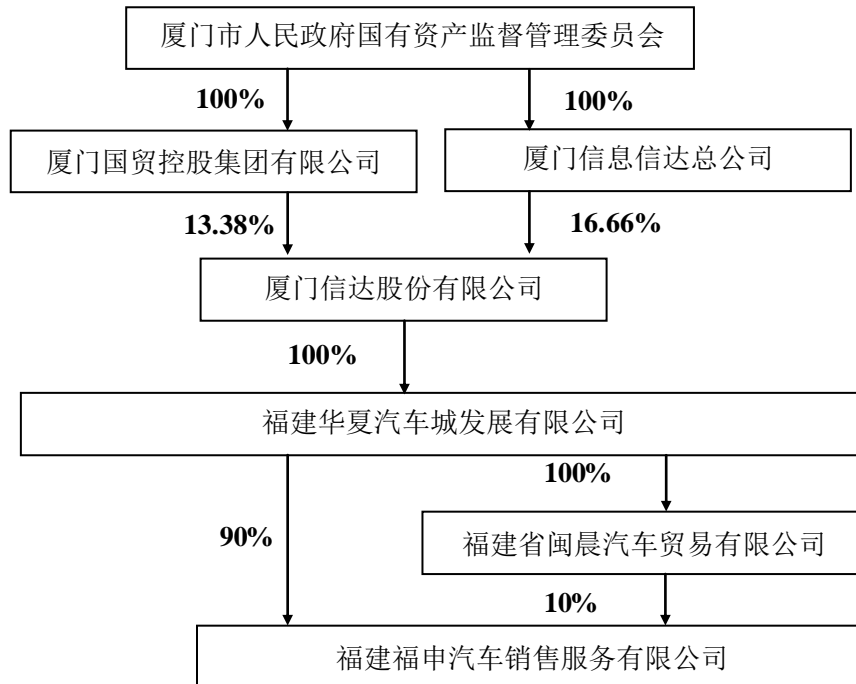 厦门市人民政府国有资产监督管理委员会
100%
100%
厦门国贸控股集团有限公司
厦门信息信达总公司
13.38%
16.66%
厦门信达股份有限公司
100%
福建华夏汽车城发展有限公司
100%
90%
福建省闽晨汽车贸易有限公司
10%
福建福申汽车销售服务有限公司